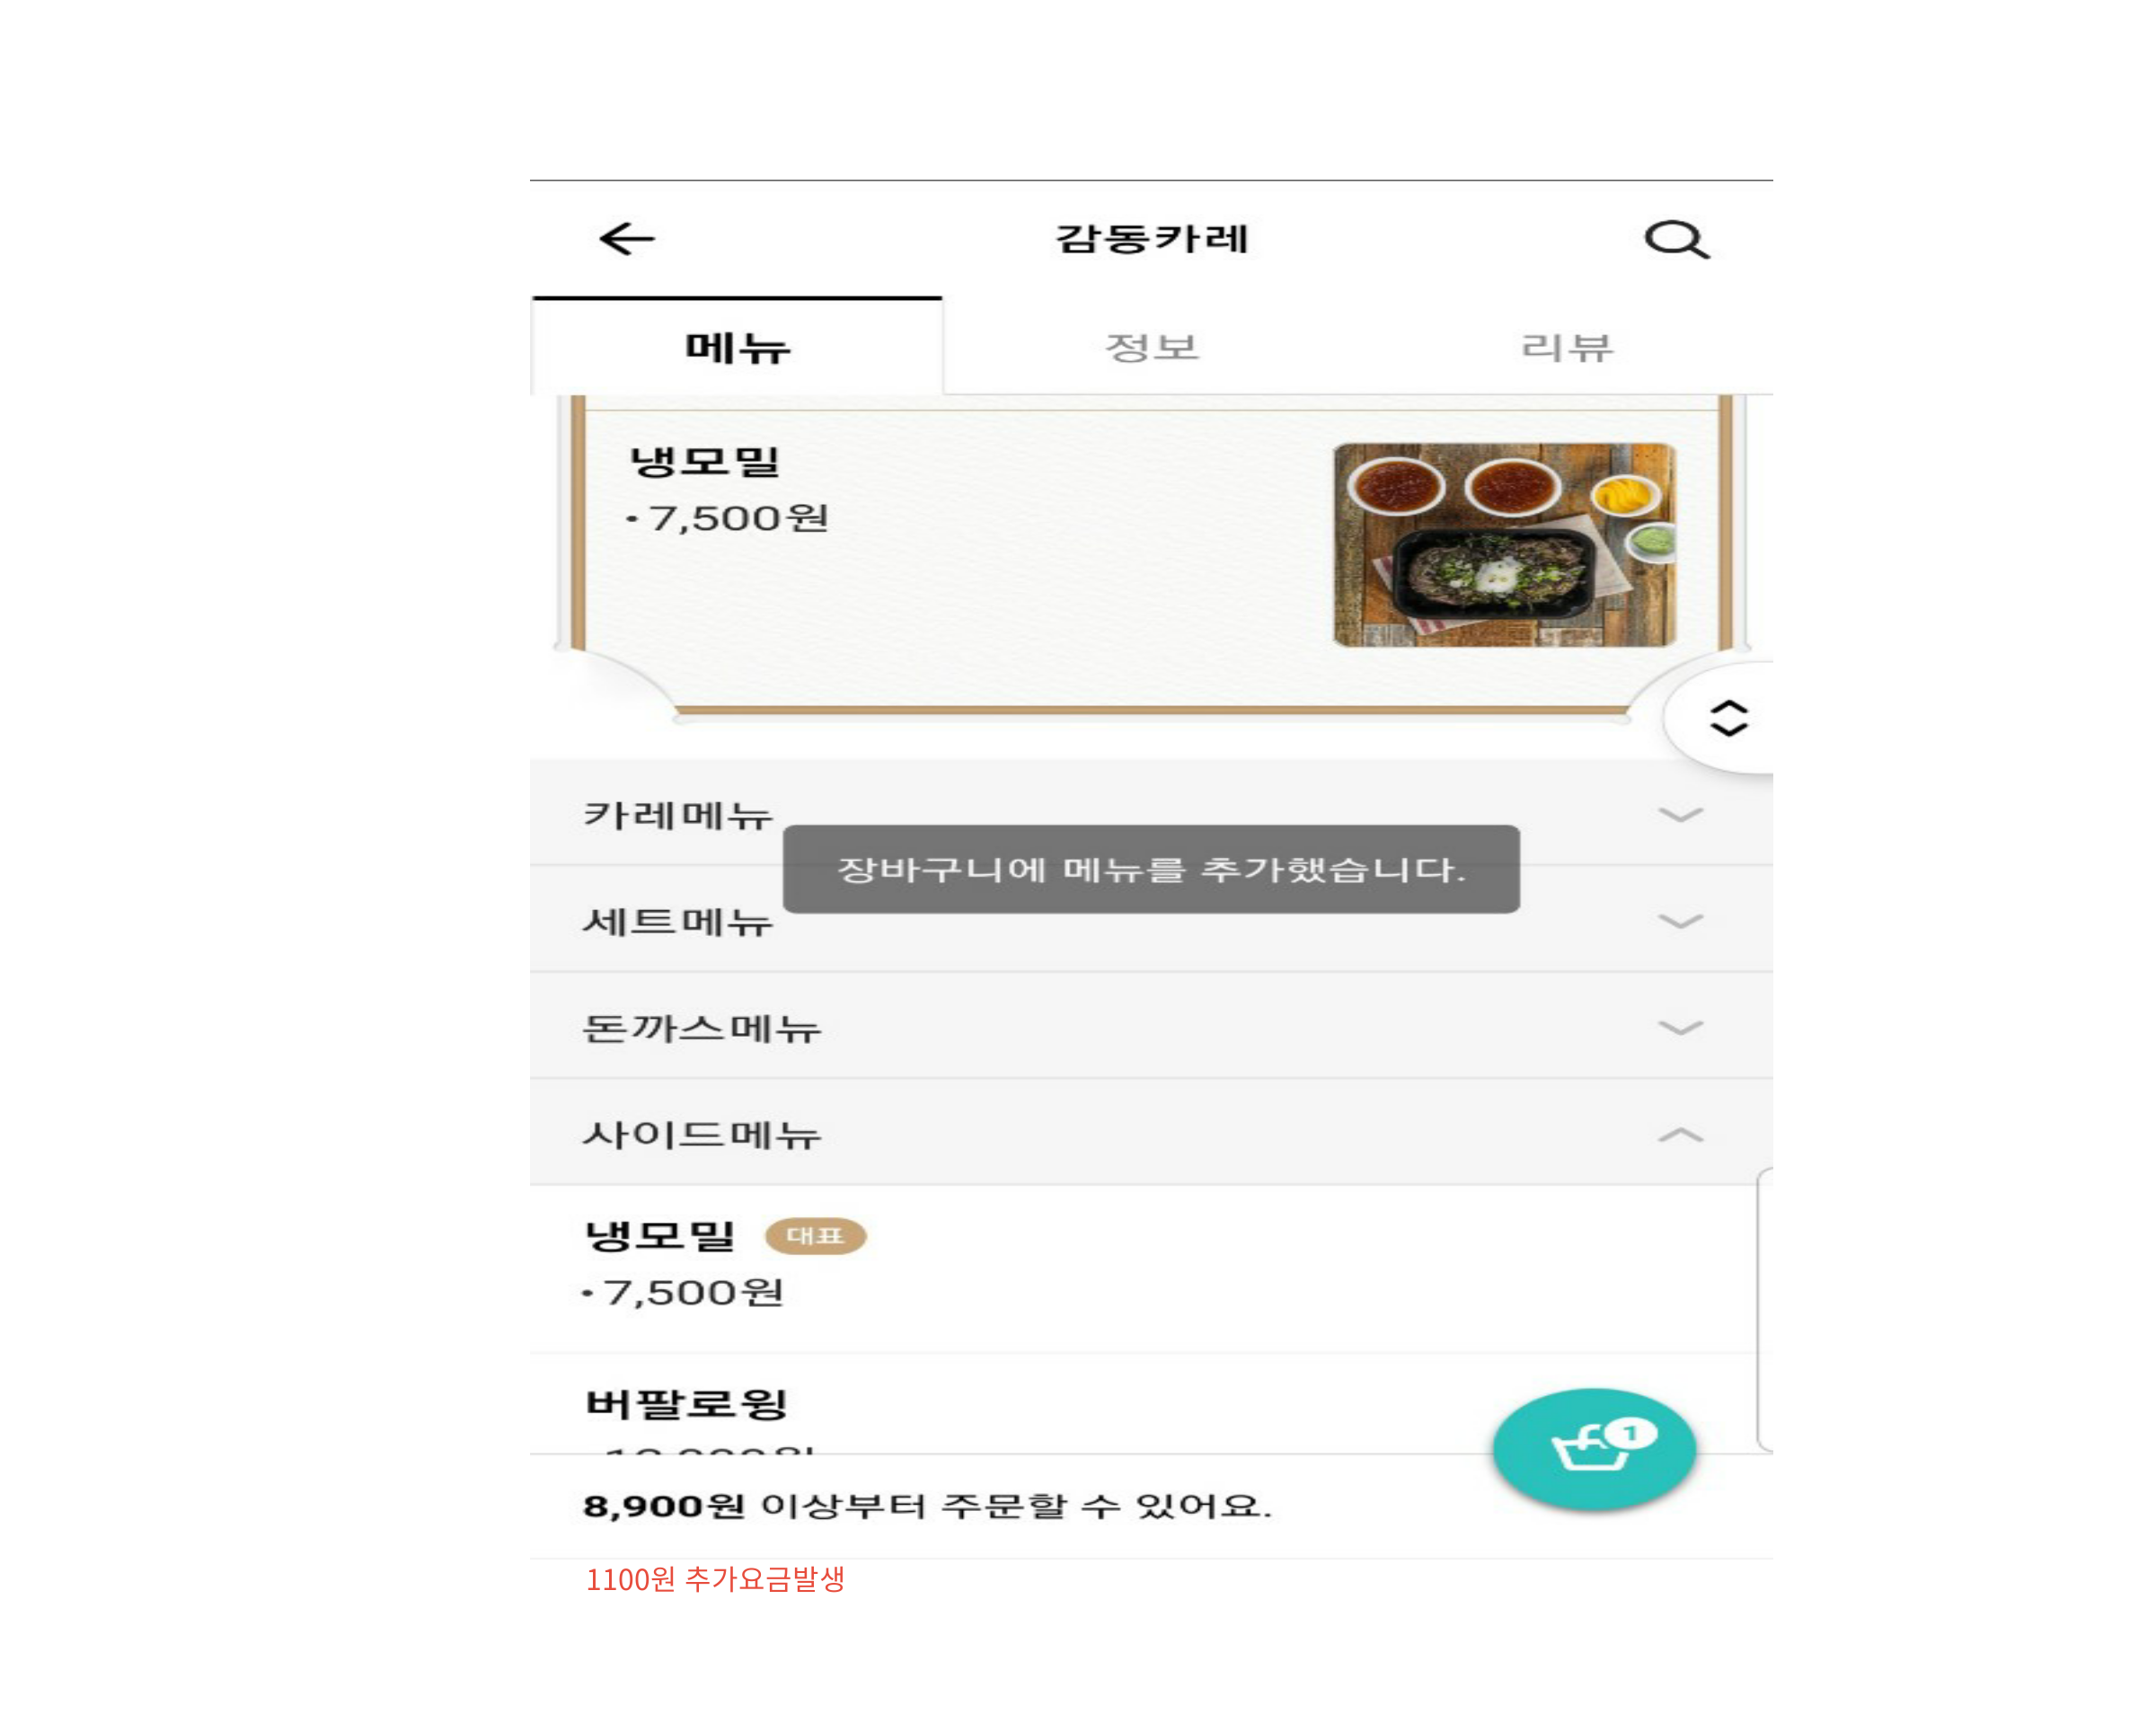 감동카레
메뉴 정보 리뷰
냉모밀
• 7,500원
카레메뉴
장바구니에 메뉴를 추가했습니다.
세트메뉴
돈까스메뉴
사이드메뉴
냉모밀 대표
• 7,500원
버팔로윙
1
8,900원 이상부터 주문할 수 있어요.
1100원 추가요금발생